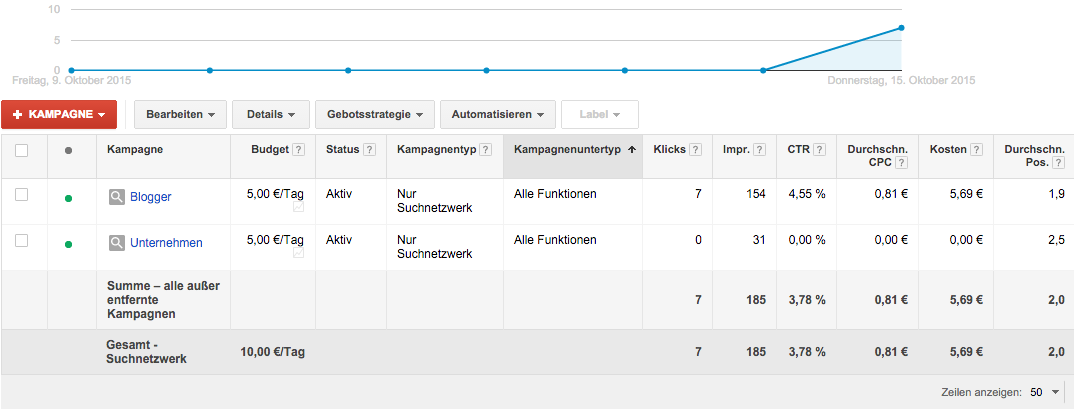 10
5
0
Freitag, 9. Oktober 2015
Donnerstag, 15. Oktober 2015
+ KAMPAGNE
Bearbeiten
Details
Gebotsstrategie
Automatisieren
Label
Kampagne
Budget ?
Status ?
Kampagnentyp ?
Kampagnenuntertyp
Klicks ?
Impr. ?
CTR ?
Durchschn.
CPC ?
Kosten ?
Durchschn.
Pos. ?
Blogger 5,00 €/Tag Aktiv Nur Alle Funktionen 7 154 4,55 % 0,81 € 5,69 € 1,9
Suchnetzwerk
Unternehmen 5,00 €/Tag Aktiv Nur Alle Funktionen 0 31 0,00 % 0,00 € 0,00 € 2,5
Suchnetzwerk
Summe – alle außer
entfernte
Kampagnen
7 185 3,78 % 0,81 € 5,69 € 2,0
Gesamt -
Suchnetzwerk
10,00 €/Tag 7 185 3,78 % 0,81 € 5,69 € 2,0
Zeilen anzeigen: 50